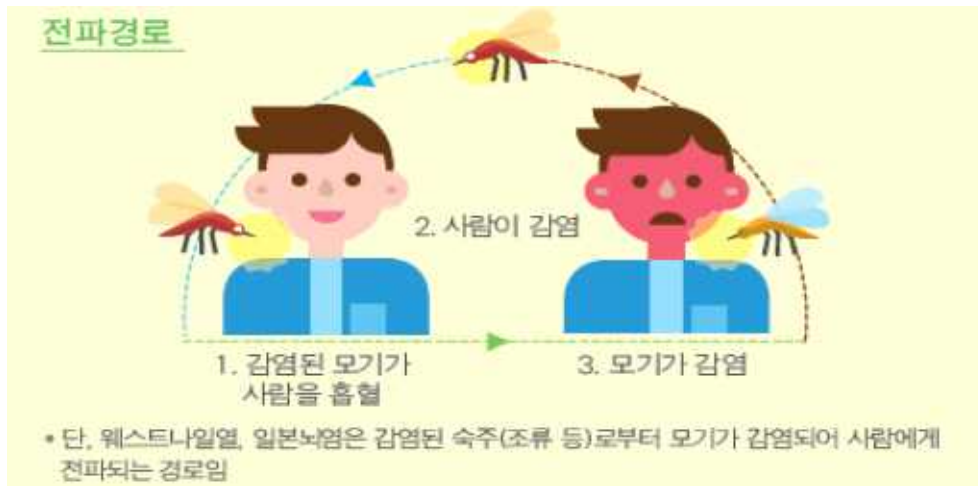 전파경로
2. 사람이 감염
1. 감염된 모기가
사람을 흡혈
3. 모기가 감염
• 단, 웨스트나일열, 일본뇌염은 감염된 숙주(조류 등)로부터 모기가 감염되어 사람에게
전파되는 경로임